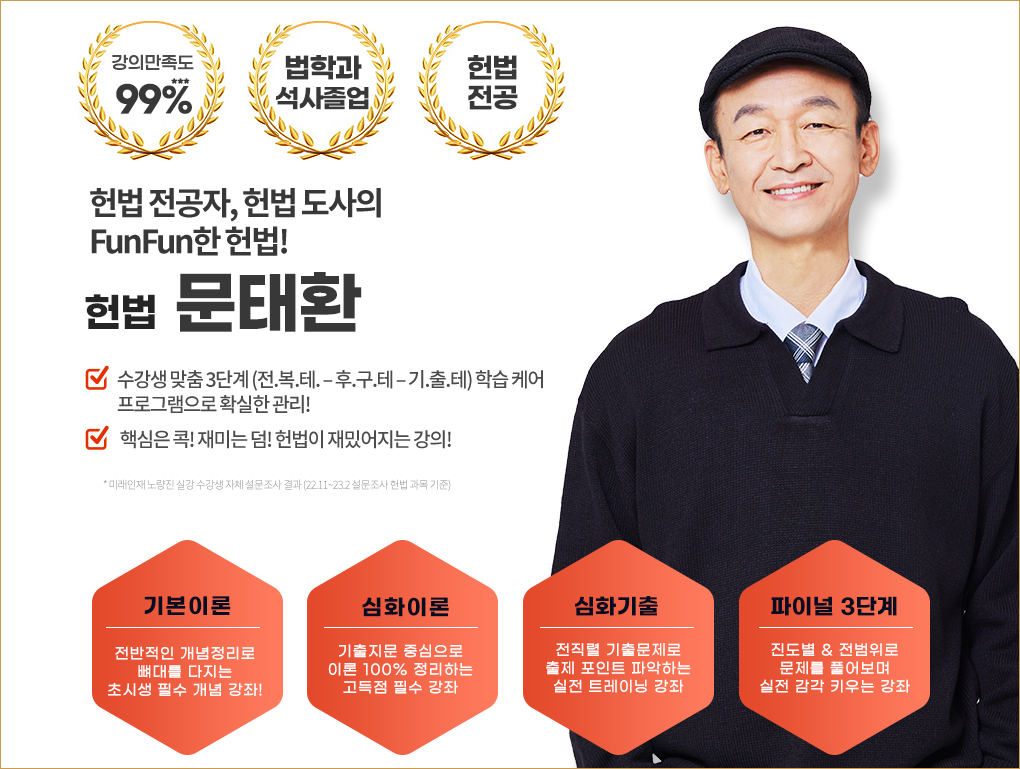 강의만족도
***
99%
법학과
석사졸업
헌법
전공
헌법 전공자, 헌법 도사의
FunFun한 헌법!
헌법 문태환
수강생 맞춤 3단계 (전.복.테. – 후.구.테 – 기.출.테) 학습 케어
프로그램으로 확실한 관리!
핵심은 콕! 재미는 덤! 헌법이 재밌어지는 강의!
* 미래인재 노량진 실강 수강생 자체 설문조사 결과 (22.11~23.2 설문조사 헌법 과목 기준)
기본이론
전반적인 개념정리로
뼈대를 다지는
초시생 필수 개념 강좌!
심화이론
기출지문 중심으로
이론 100% 정리하는
고득점 필수 강좌
심화기출
전직렬 기출문제로
출제 포인트 파악하는
실전 트레이닝 강좌
파이널 3단계
진도별 & 전범위로
문제를 풀어보며
실전 감각 키우는 강좌